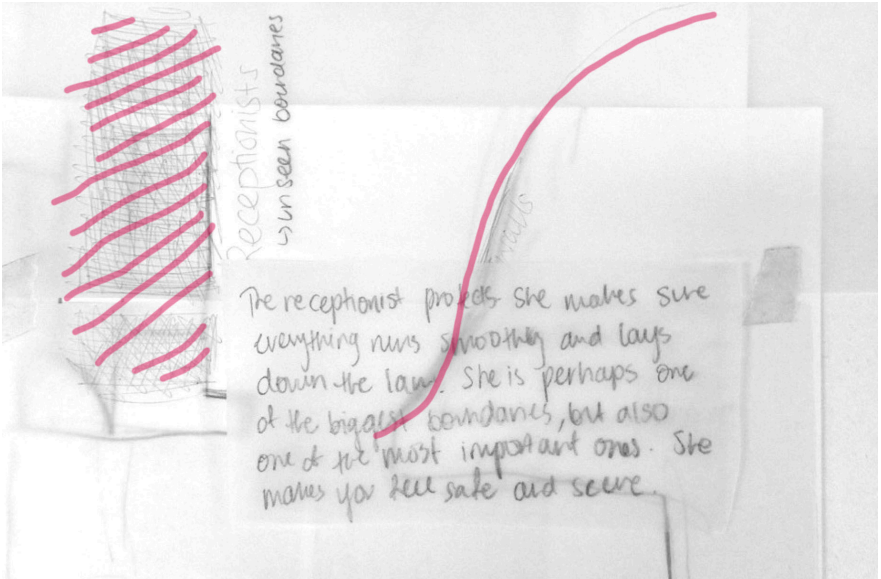 Receptionists
↳unseen boundaries
walls
The receptionist protects She makes sure
everything runs smoothly and lays
down the law. She is perhaps one
of the biggest boundaries, but also
one of the most important ones. She
makes you feel safe and secure.